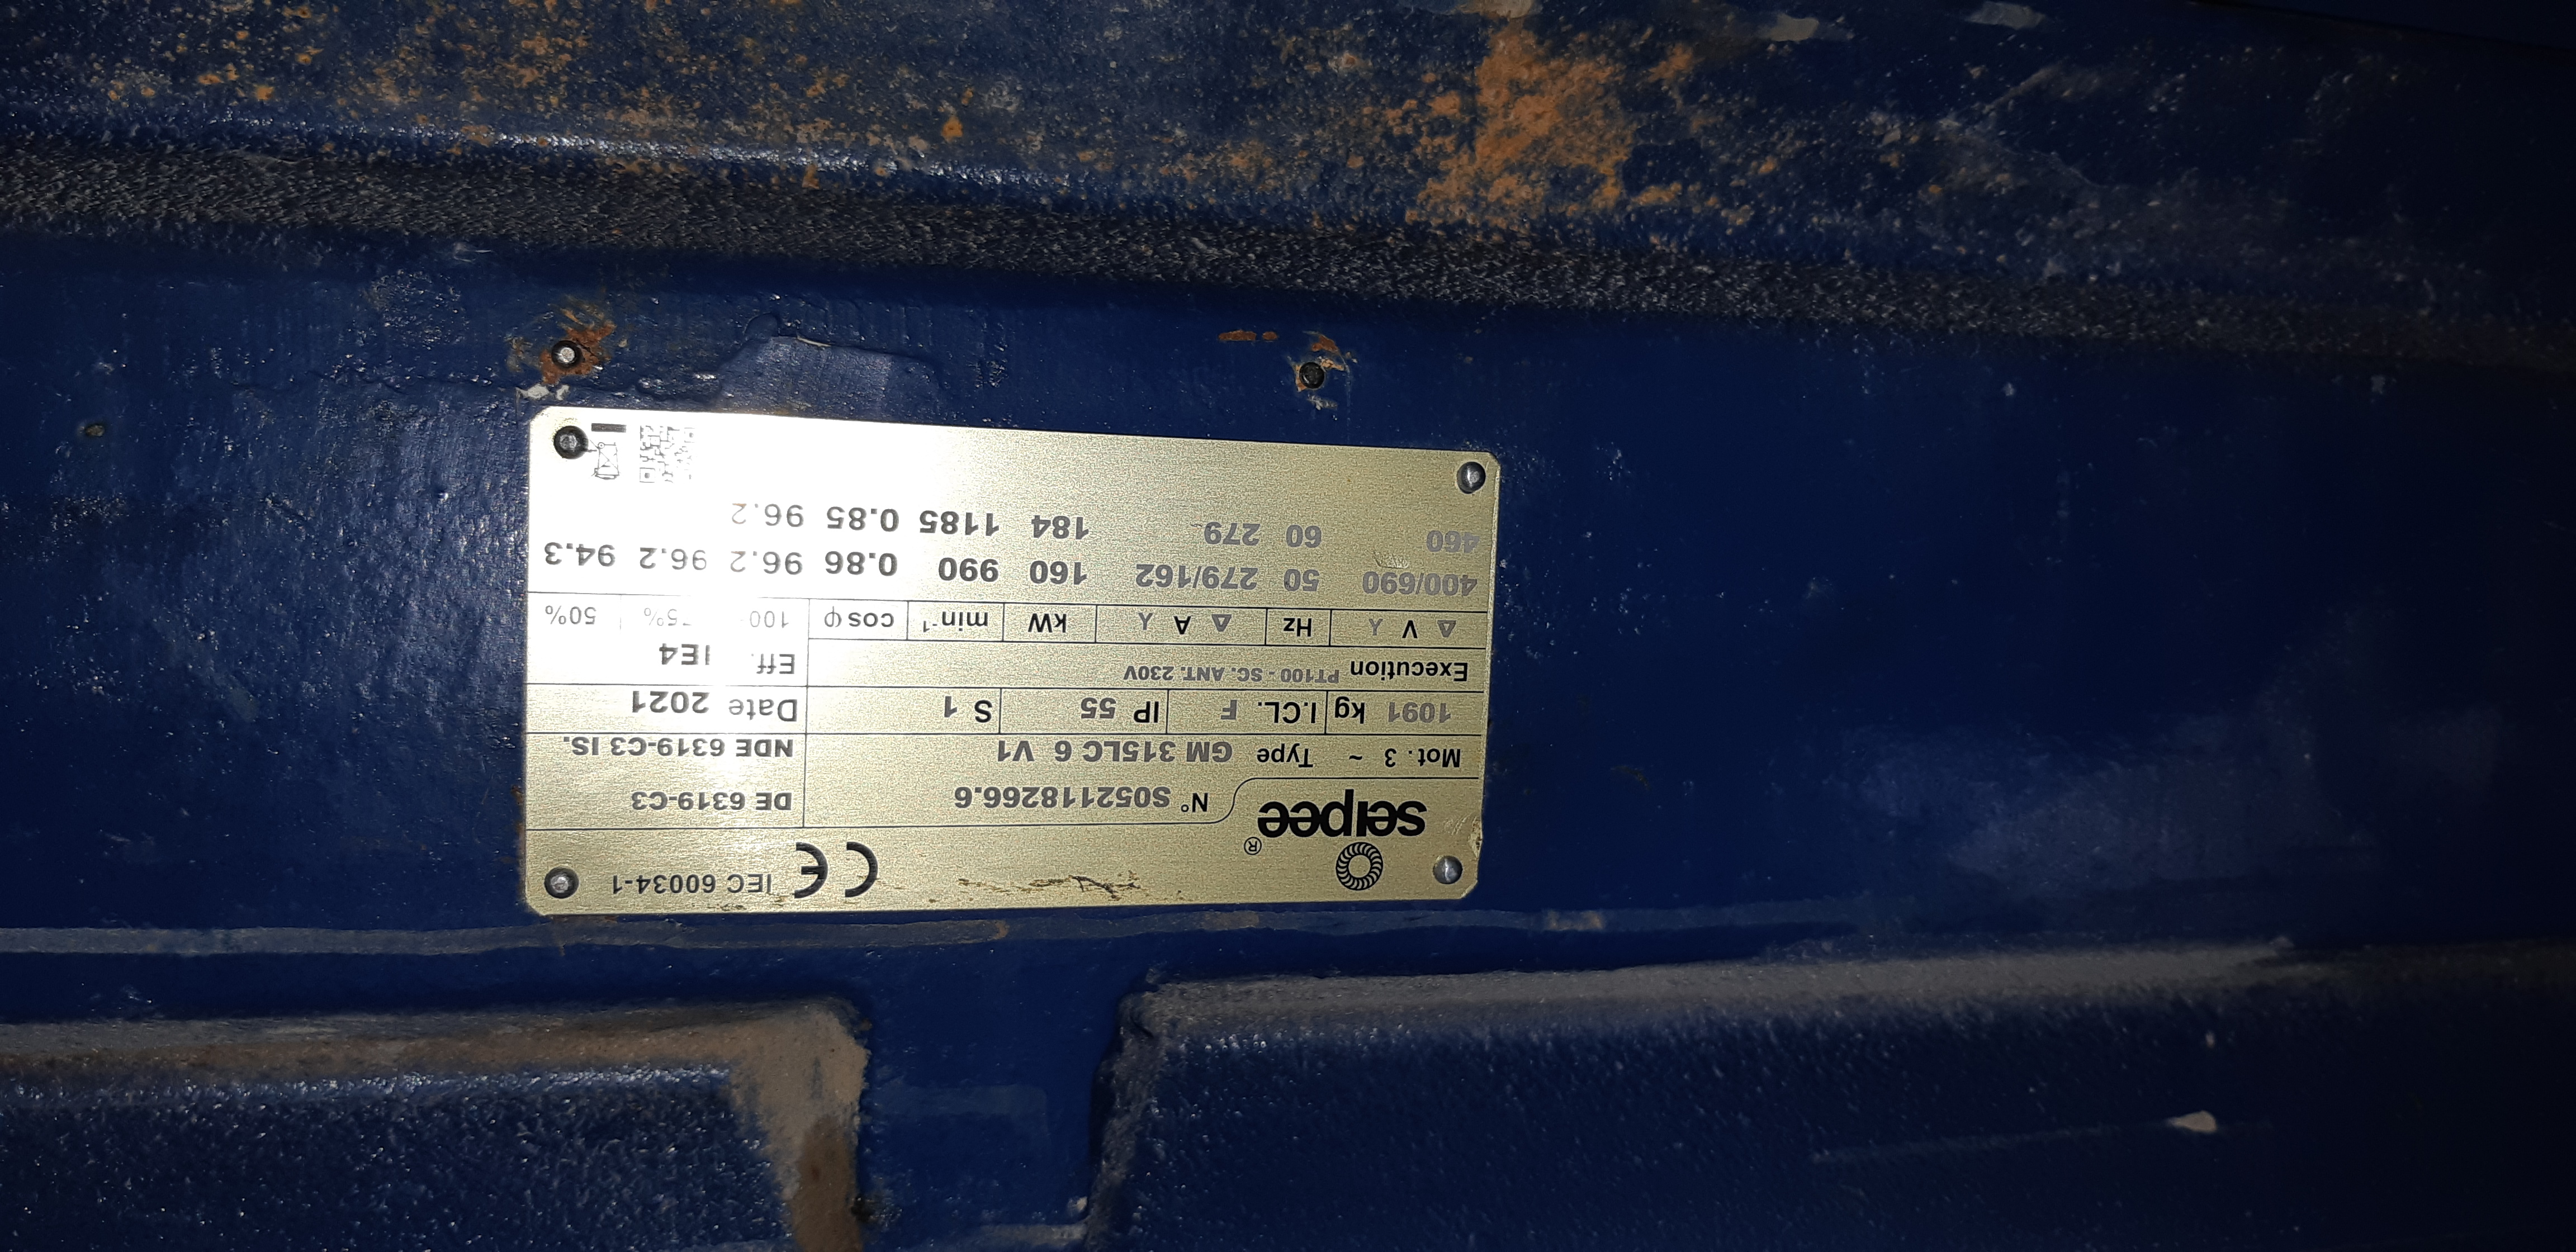 CE IEC 60034-1
seipee®
N° S052118266.6 DE 6319-C3
Mot. 3 ~ Type GM 315LC 6 V1 NDE 6319-C3 IS.
1091 kg I.CL. F IP 55 S 1 Date 2021
Execution PT100 - SC. ANT. 230V Eff. IE4
Δ V Y Hz Δ A Y kW min-1 cos φ 100 75% 50%
400/690 50 279/162 160 990 0.86 96.2 96.2 94.3
460 60 279 184 1185 0.85 96.2